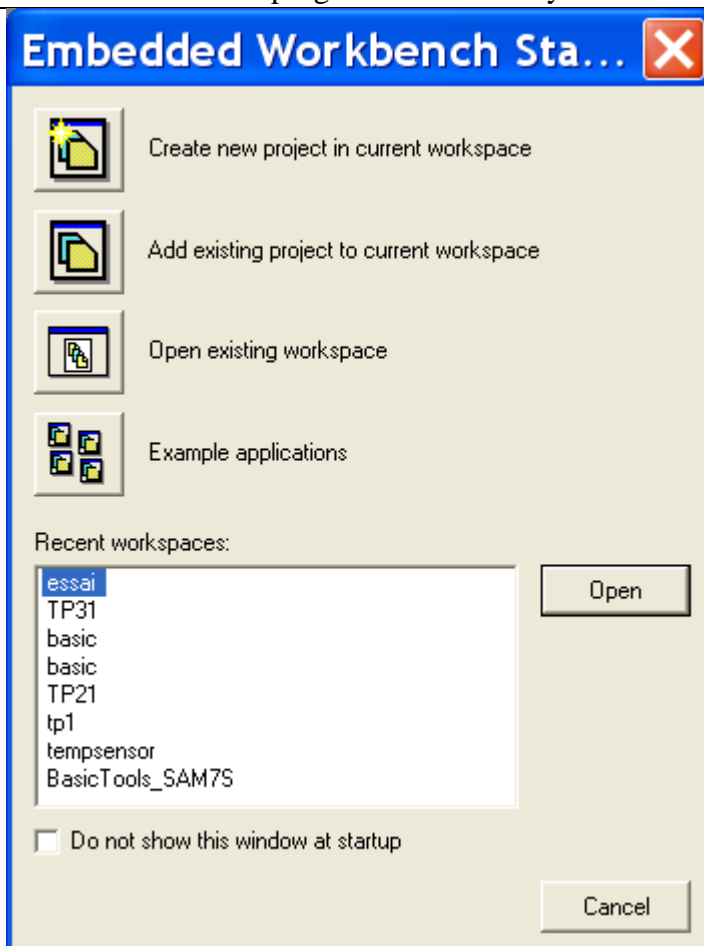 Embedded Workbench Sta...
Create new project in current workspace
Add existing project to current workspace
Open existing workspace
Example applications
Recent workspaces:
essai
Open
TP31
basic
basic
TP21
tp1
tempsensor
BasicTools_SAM7S
Do not show this window at startup
Cancel